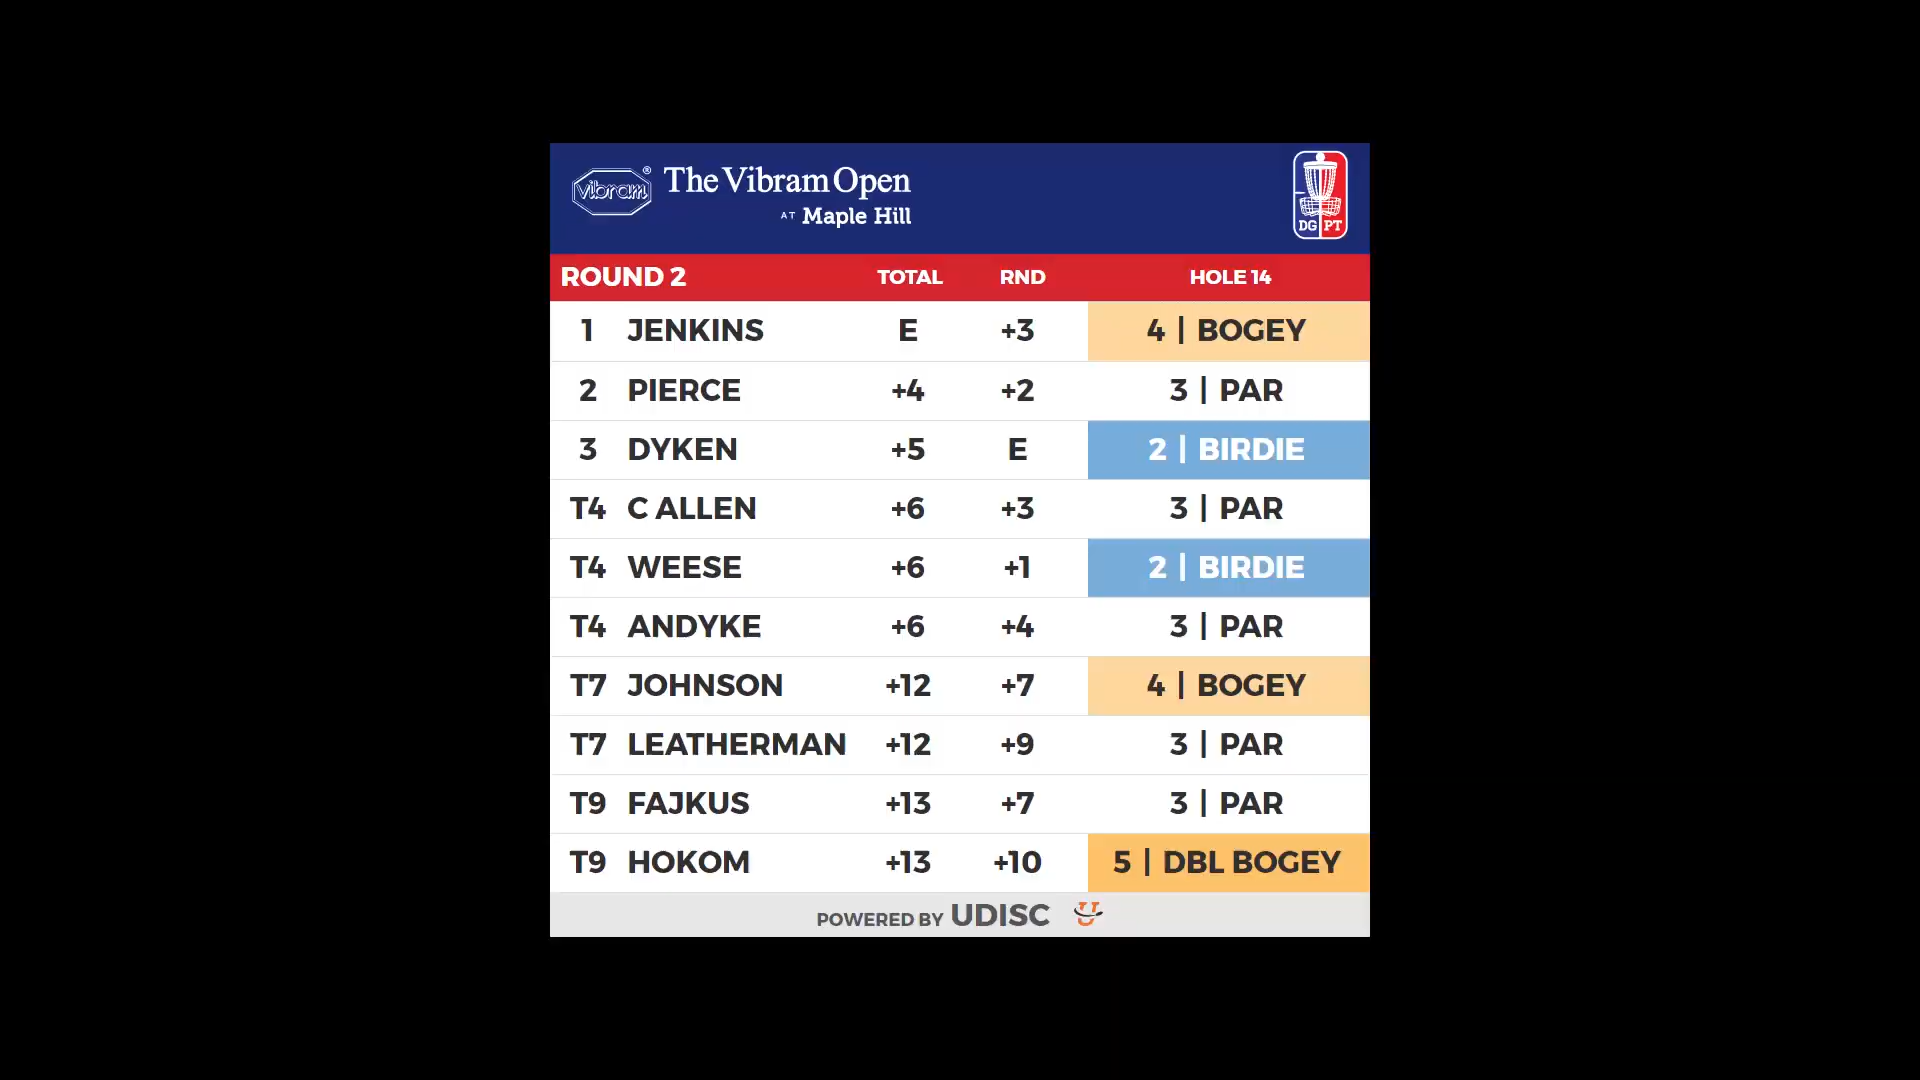 vibram® The Vibram Open
AT Maple Hill
DG PT
ROUND 2 TOTAL RND HOLE 14
1 JENKINS E +3 4 | BOGEY
2 PIERCE +4 +2 3 | PAR
3 DYKEN +5 E 2 | BIRDIE
T4 C ALLEN +6 +3 3 | PAR
T4 WEESE +6 +1 2 | BIRDIE
T4 ANDYKE +6 +4 3 | PAR
T7 JOHNSON +12 +7 4 | BOGEY
T7 LEATHERMAN +12 +9 3 | PAR
T9 FAJKUS +13 +7 3 | PAR
T9 HOKOM +13 +10 5 | DBL BOGEY
POWERED BY UDISC